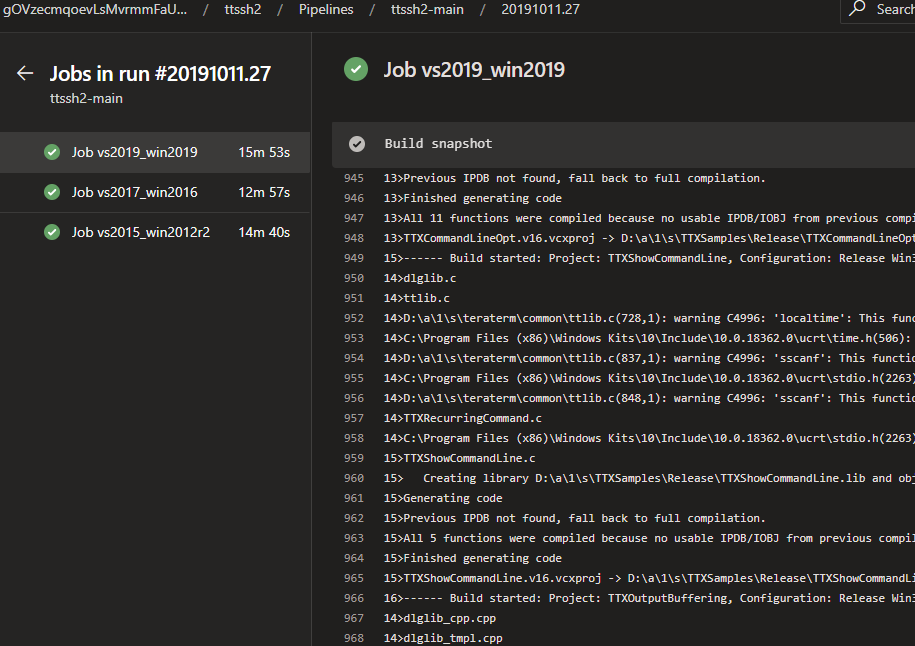 gOVzecmqoevLsMvrmmFaU... / ttssh2 / Pipelines / ttssh2-main / 20191011.27
Search
Jobs in run #20191011.27
ttssh2-main
Job vs2019_win2019 15m 53s
Job vs2017_win2016 12m 57s
Job vs2015_win2012r2 14m 40s
Job vs2019_win2019
Build snapshot
945 13>Previous IPDB not found, fall back to full compilation.
946 13>Finished generating code
947 13>All 11 functions were compiled because no usable IPDB/IOBJ from previous compi
948 13>TTXCommandLineOpt.v16.vcxproj -> D:\a\1\s\TTXSamples\Release\TTXCommandLineOpt
949 15>------ Build started: Project: TTXShowCommandLine, Configuration: Release Win3
950 14>dlglib.c
951 14>ttlib.c
952 14>D:\a\1\s\teraterm\common\ttlib.c(728,1): warning C4996: 'localtime': This func
953 14>C:\Program Files (x86)\Windows Kits\10\Include\10.0.18362.0\ucrt\time.h(506):
954 14>D:\a\1\s\teraterm\common\ttlib.c(837,1): warning C4996: 'sscanf': This functio
955 14>C:\Program Files (x86)\Windows Kits\10\Include\10.0.18362.0\ucrt\stdio.h(2263)
956 14>D:\a\1\s\teraterm\common\ttlib.c(848,1): warning C4996: 'sscanf': This functio
957 14>TTXRecurringCommand.c
958 14>C:\Program Files (x86)\Windows Kits\10\Include\10.0.18362.0\ucrt\stdio.h(2263)
959 15>TTXShowCommandLine.c
960 15>   Creating library D:\a\1\s\TTXSamples\Release\TTXShowCommandLine.lib and obj
961 15>Generating code
962 15>Previous IPDB not found, fall back to full compilation.
963 15>All 5 functions were compiled because no usable IPDB/IOBJ from previous compil
964 15>Finished generating code
965 15>TTXShowCommandLine.v16.vcxproj -> D:\a\1\s\TTXSamples\Release\TTXShowCommandLi
966 16>------ Build started: Project: TTXOutputBuffering, Configuration: Release Win3
967 14>dlglib_cpp.cpp
968 14>dlglib_tmpl.cpp